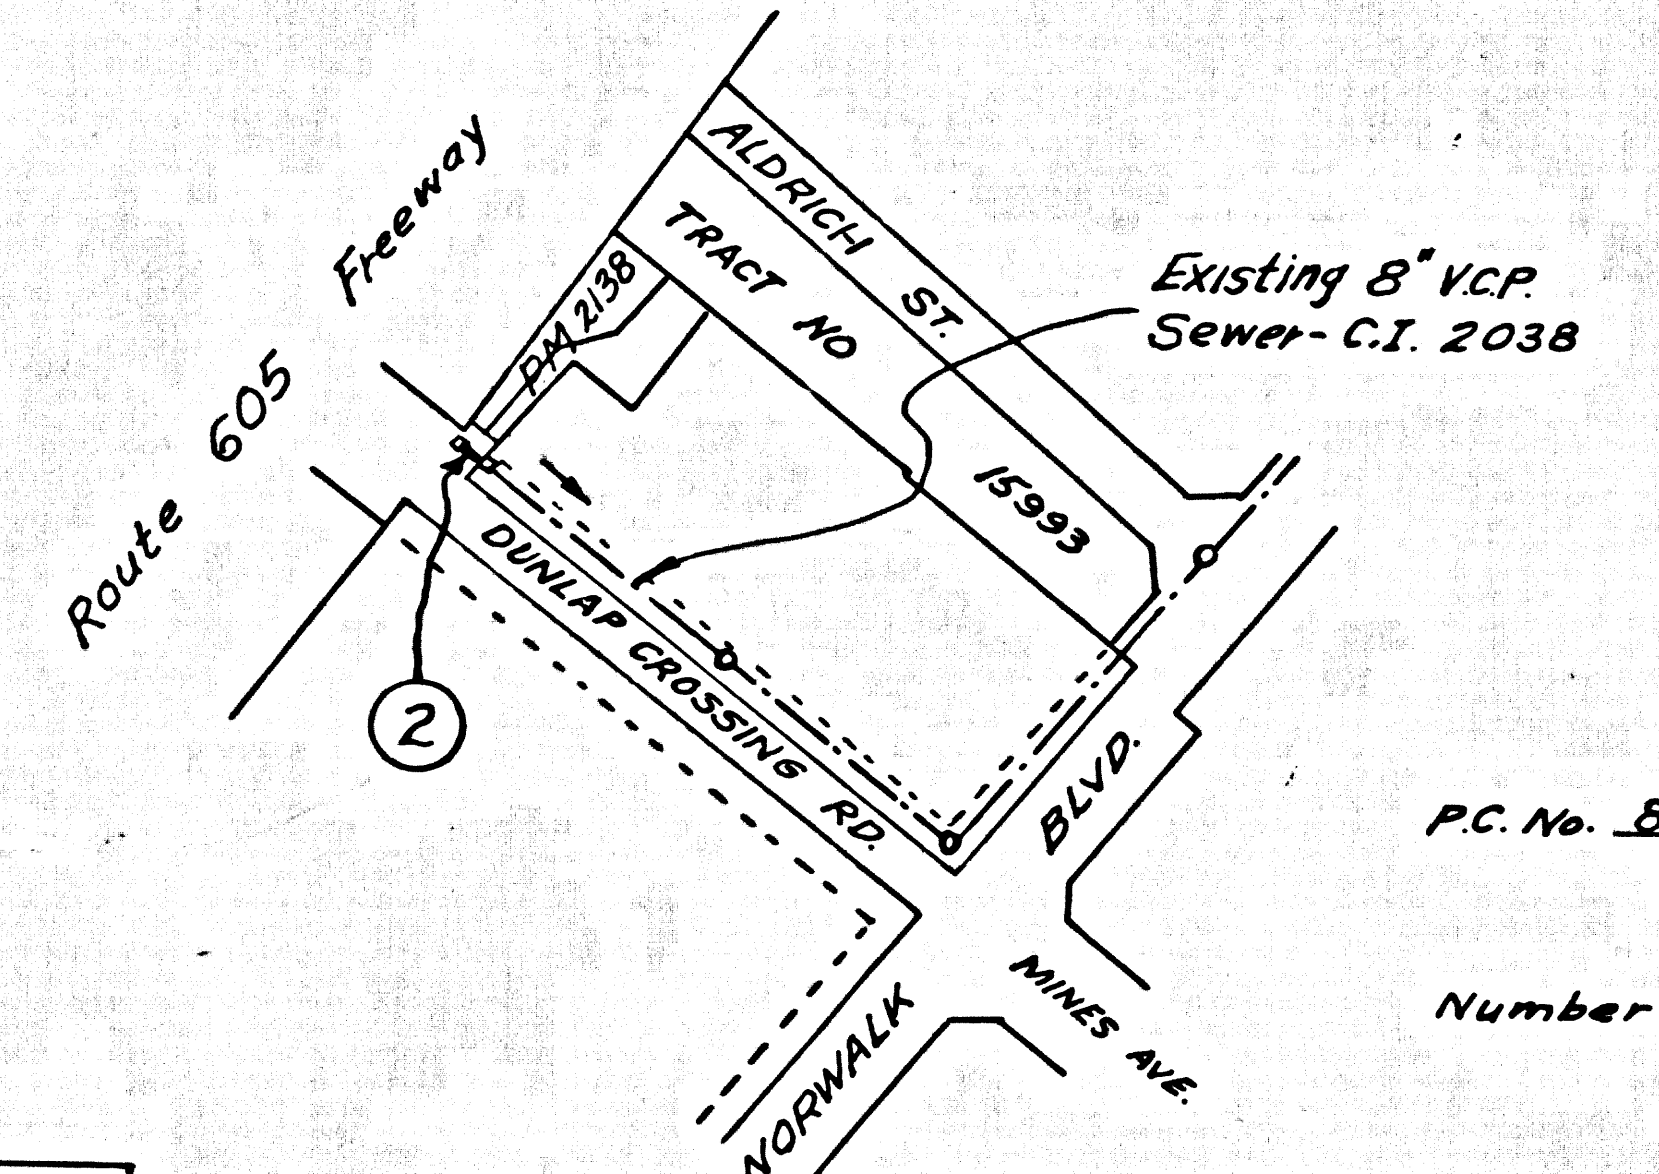 Route 605 Freeway
ALDRICH ST.
TRACT NO 15993
PM 2138
Existing 8" V.C.P.
Sewer - C.I. 2038
DUNLAP CROSSING RD.
2
NORWALK BLVD.
MINES AVE.
P.C. No. 8
Number